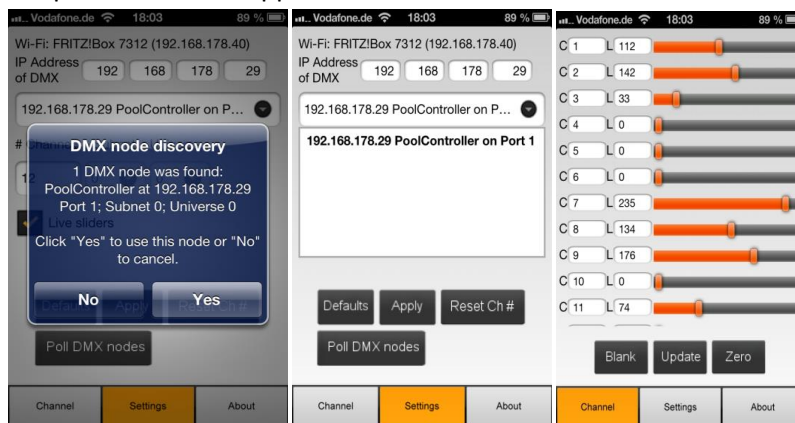 Vodafone.de 18:03 89 %
Wi-Fi: FRITZ!Box 7312 (192.168.178.40)
IP Address
of DMX 192 168 178 29
192.168.178.29 PoolController on P...
DMX node discovery
1 DMX node was found:
PoolController at 192.168.178.29
Port 1; Subnet 0; Universe 0
Live sliders
Click "Yes" to use this node or "No"
to cancel.
No Yes
Poll DMX nodes
Channel Settings About
Vodafone.de 18:03 89 %
Wi-Fi: FRITZ!Box 7312 (192.168.178.40)
IP Address
of DMX 192 168 178 29
192.168.178.29 PoolController on P...
192.168.178.29 PoolController on Port 1
Defaults Apply Reset Ch #
Poll DMX nodes
Channel Settings About
Vodafone.de 18:03 89 %
C 1 L 112
C 2 L 142
C 3 L 33
C 4 L 0
C 5 L 0
C 6 L 0
C 7 L 235
C 8 L 134
C 9 L 176
C 10 L 0
C 11 L 74
Blank Update Zero
Channel Settings About